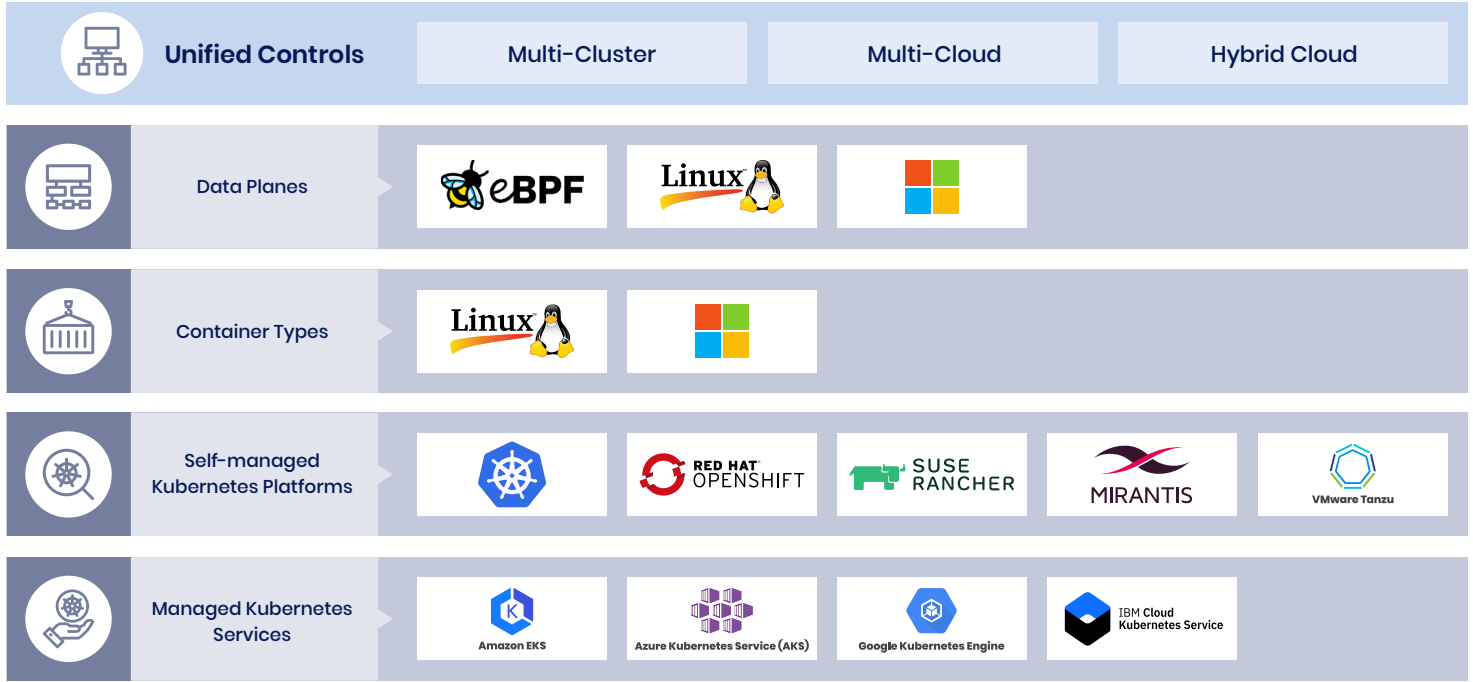 Unified Controls
Multi-Cluster
Multi-Cloud
Hybrid Cloud
Data Planes
eBPF
Linux
Container Types
Linux
Self-managed
Kubernetes Platforms
RED HAT
OPENSHIFT
SUSE
RANCHER
MIRANTIS
VMware Tanzu
Managed Kubernetes
Services
K
Amazon EKS
Azure Kubernetes Service (AKS)
Google Kubernetes Engine
IBM Cloud
Kubernetes Service